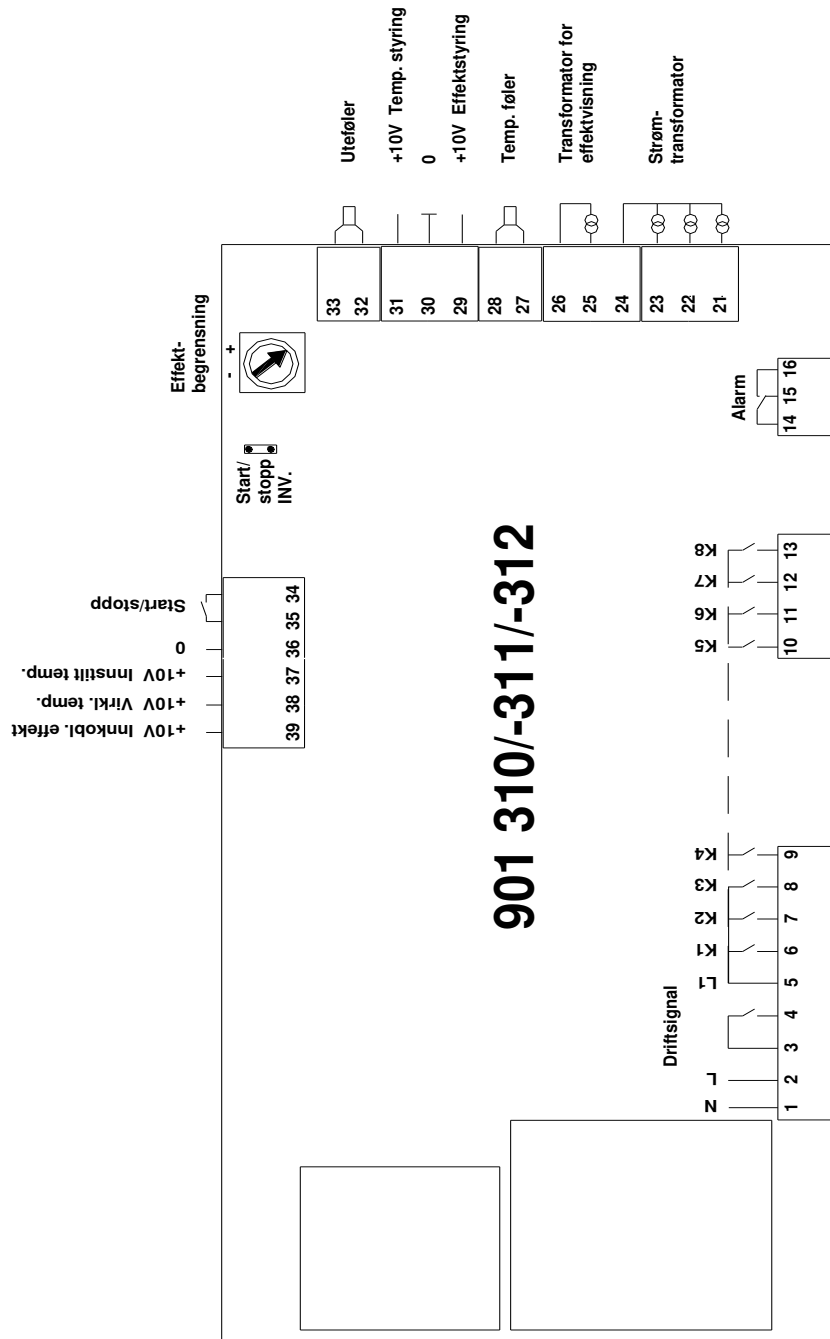 Uteføler
+10V Temp. styring
0
+10V Effektstyring
Temp. føler
Transformator for
effektvisning
Strøm-
transformator
33
32
31
30
29
28
27
26
25
24
23
22
21
Effekt-
begrensning
- +
Start/
stopp
INV.
Start/stopp
0
+10V Innstilt temp.
+10V Virkl. temp.
+10V Innkobl. effekt
34
35
36
37
38
39
901 310/-311/-312
Alarm
14 15 16
K8
K7
K6
K5
13
12
11
10
K4
K3
K2
K1
L1
Driftsignal
L
N
9
8
7
6
5
4
3
2
1